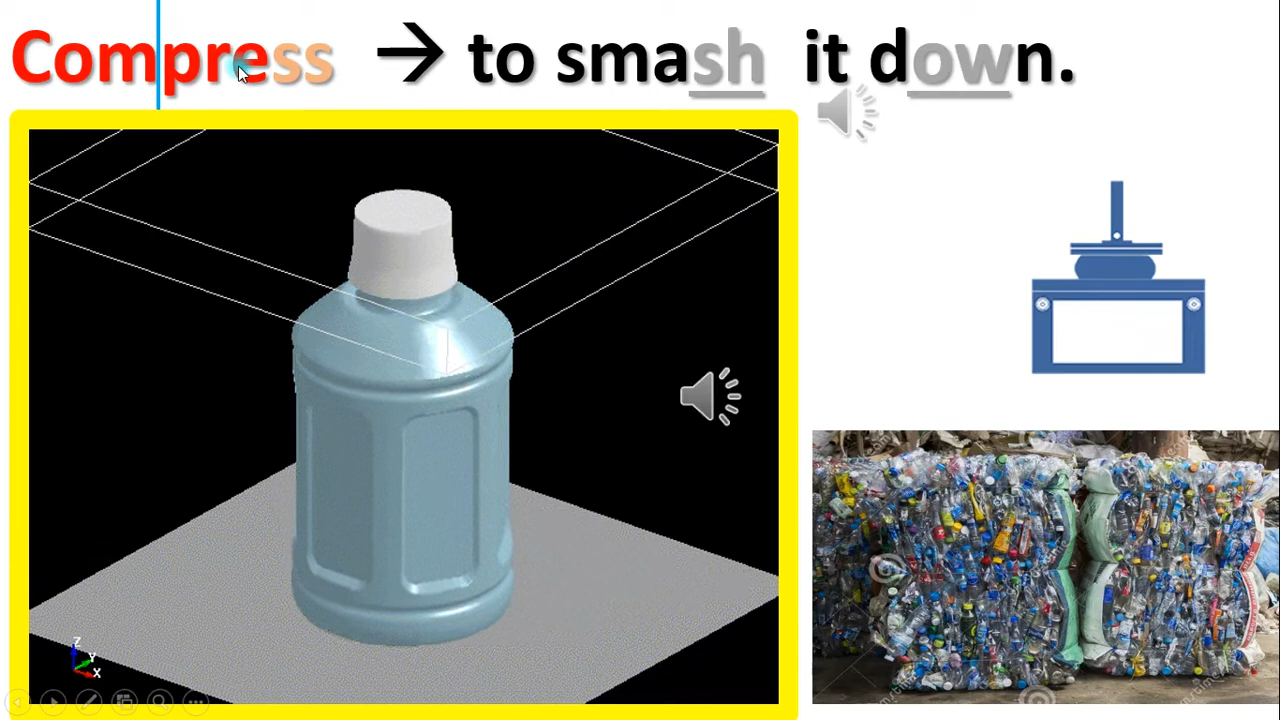 Compress → to smash it down.
Z
Y
X